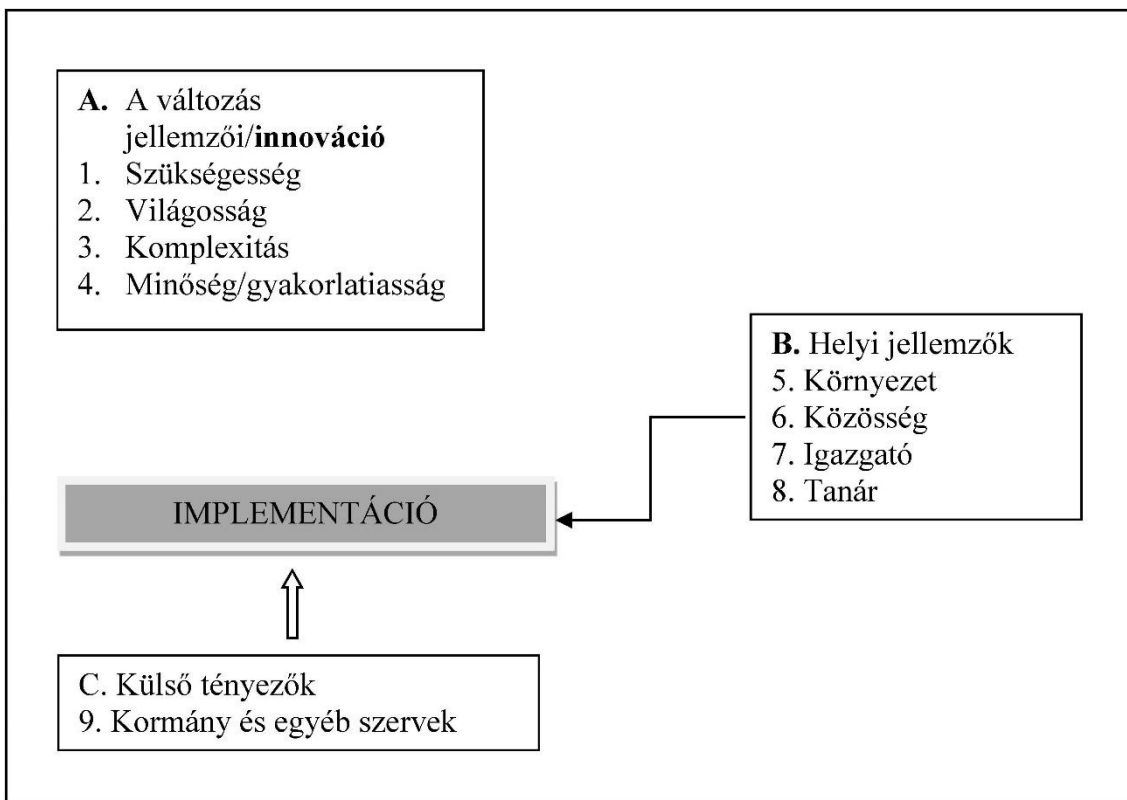 A. A változás
jellemzői/innováció
1. Szükségesség
2. Világosság
3. Komplexitás
4. Minőség/gyakorlatiasság
B. Helyi jellemzők
5. Környezet
6. Közösség
7. Igazgató
8. Tanár
IMPLEMENTÁCIÓ
C. Külső tényezők
9. Kormány és egyéb szervek